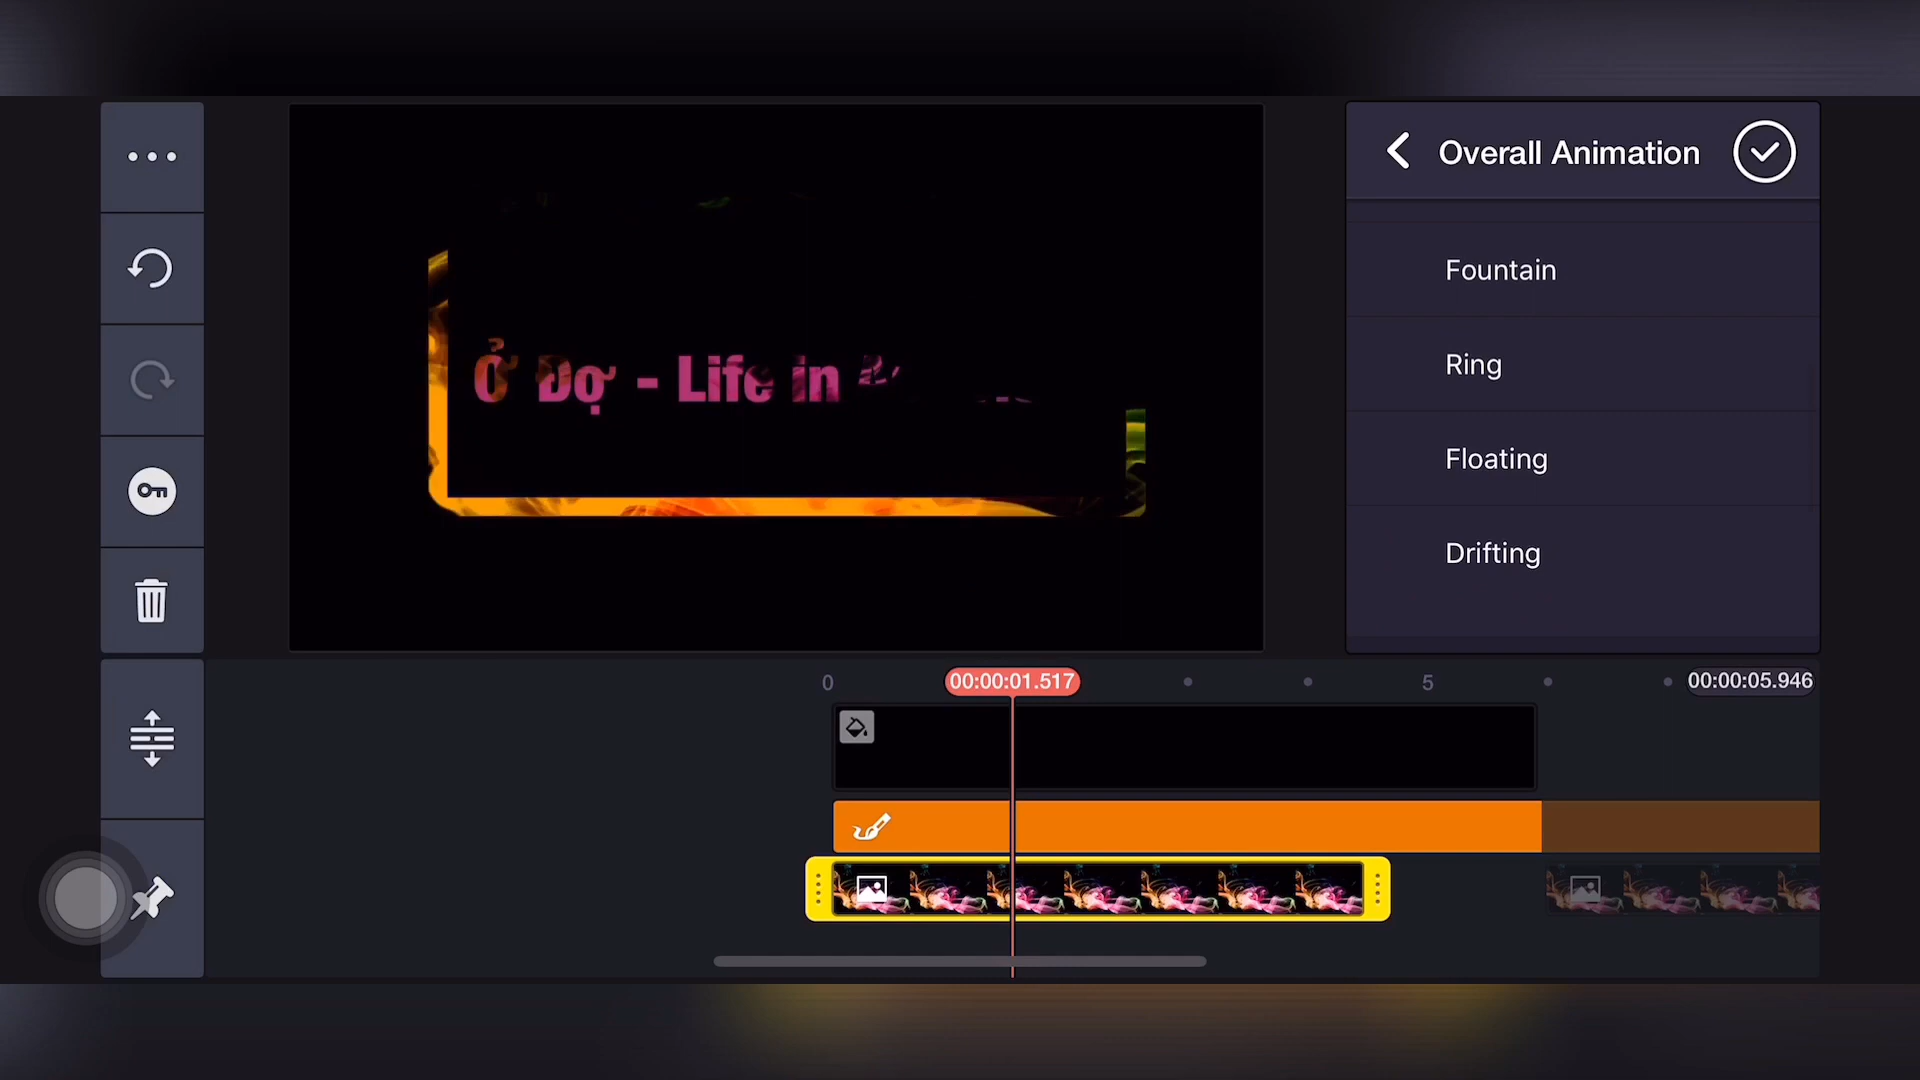 Overall Animation
Fountain
Ring
Floating
Drifting
Ở Đợ - Life in
0
00:00:01.517
5
00:00:05.946